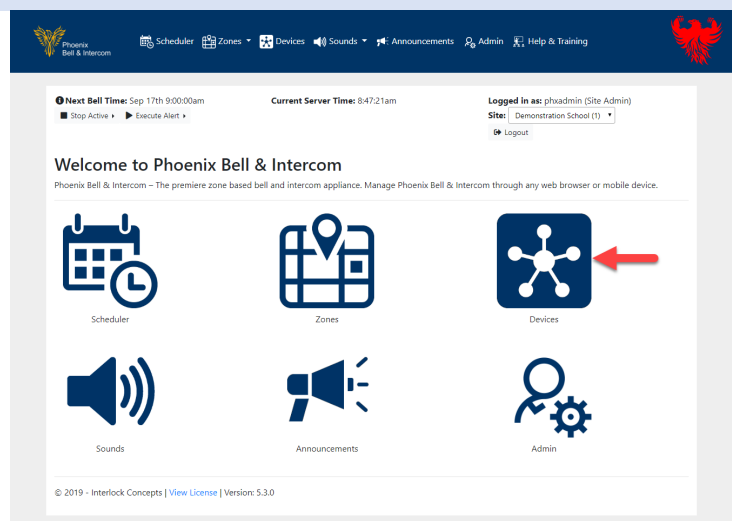 Phoenix
Bell & Intercom
Scheduler Zones Devices Sounds Announcements Admin Help & Training
Next Bell Time: Sep 17th 9:00:00am Current Server Time: 8:47:21am Logged in as: phxadmin (Site Admin)
Stop Active Execute Alert Site: Demonstration School (1)
Logout
Welcome to Phoenix Bell & Intercom
Phoenix Bell & Intercom – The premiere zone based bell and intercom appliance. Manage Phoenix Bell & Intercom through any web browser or mobile device.
Scheduler Zones Devices
Sounds Announcements Admin
© 2019 - Interlock Concepts | View License | Version: 5.3.0